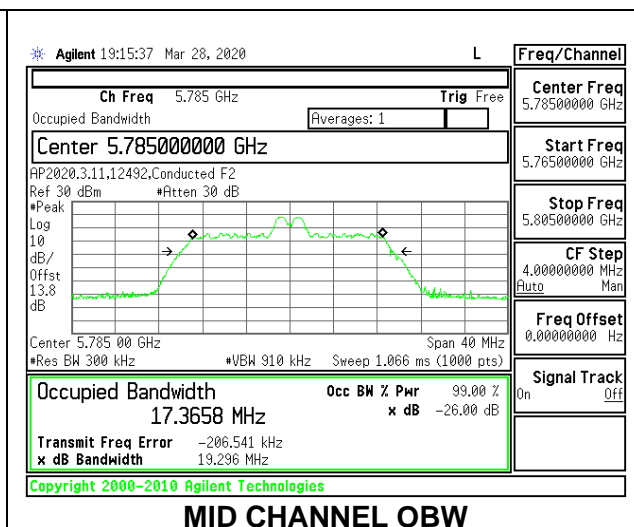 Agilent 19:15:37 Mar 28, 2020 L
Freq/Channel
Ch Freq 5.785 GHz Trig Free
Occupied Bandwidth Averages: 1
Center 5.785000000 GHz
AP2020.3.11,12492,Conducted F2
Ref 30 dBm #Atten 30 dB
#Peak
Log
10
dB/
Offst
13.8
dB
Center 5.785 00 GHz Span 40 MHz
#Res BW 300 kHz #VBW 910 kHz Sweep 1.066 ms (1000 pts)
Occupied Bandwidth Occ BW % Pwr 99.00 %
17.3658 MHz x dB -26.00 dB
Transmit Freq Error -206.541 kHz
x dB Bandwidth 19.296 MHz
Copyright 2000-2010 Agilent Technologies
Center Freq
5.78500000 GHz
Start Freq
5.76500000 GHz
Stop Freq
5.80500000 GHz
CF Step
4.00000000 MHz
Auto Man
Freq Offset
0.00000000 Hz
Signal Track
On Off
MID CHANNEL OBW